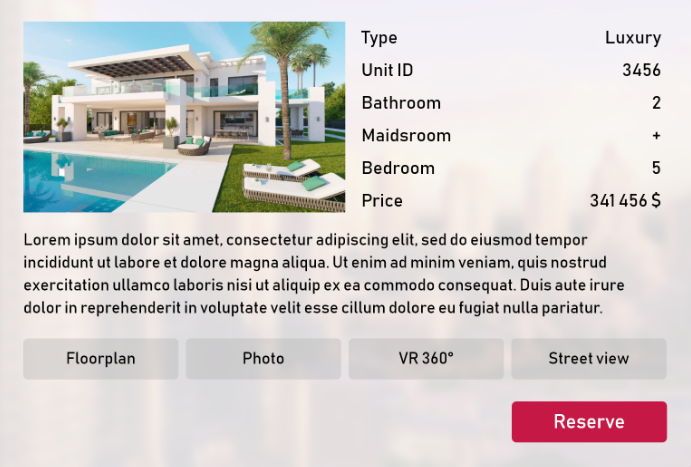 Type Luxury
Unit ID 3456
Bathroom 2
Maidsroom +
Bedroom 5
Price 341 456 $
Lorem ipsum dolor sit amet, consectetur adipiscing elit, sed do eiusmod tempor
incididunt ut labore et dolore magna aliqua. Ut enim ad minim veniam, quis nostrud
exercitation ullamco laboris nisi ut aliquip ex ea commodo consequat. Duis aute irure
dolor in reprehenderit in voluptate velit esse cillum dolore eu fugiat nulla pariatur.
Floorplan Photo VR 360° Street view
Reserve